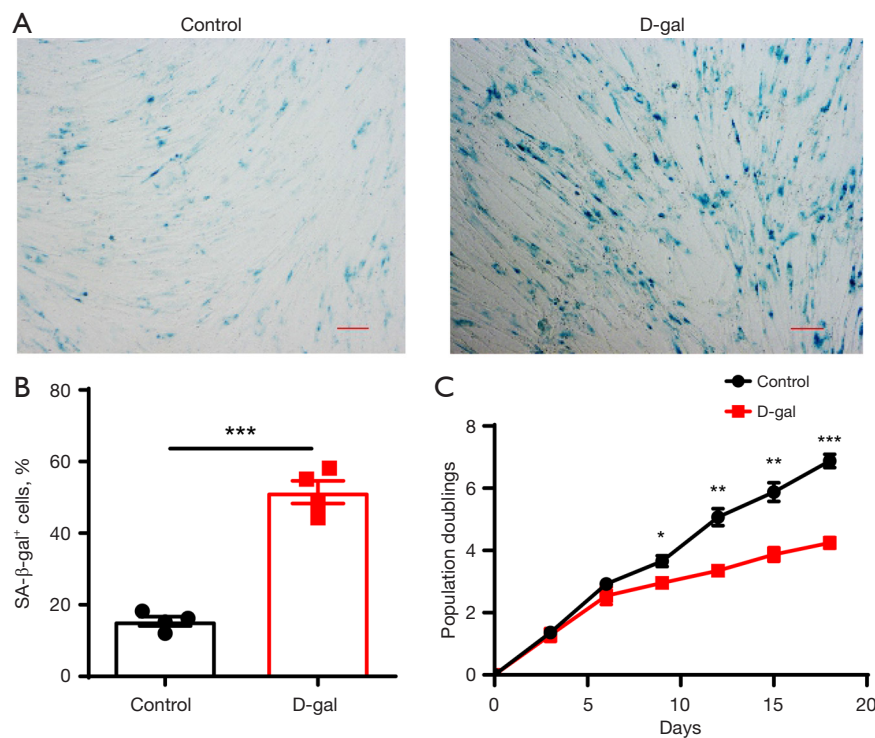 A
Control
D-gal
B
SA-β-gal⁺ cells, %
80
60
40
20
0
***
Control
D-gal
C
Control
D-gal
Population doublings
8
6
4
2
0
*
**
**
***
0
5
10
15
20
Days